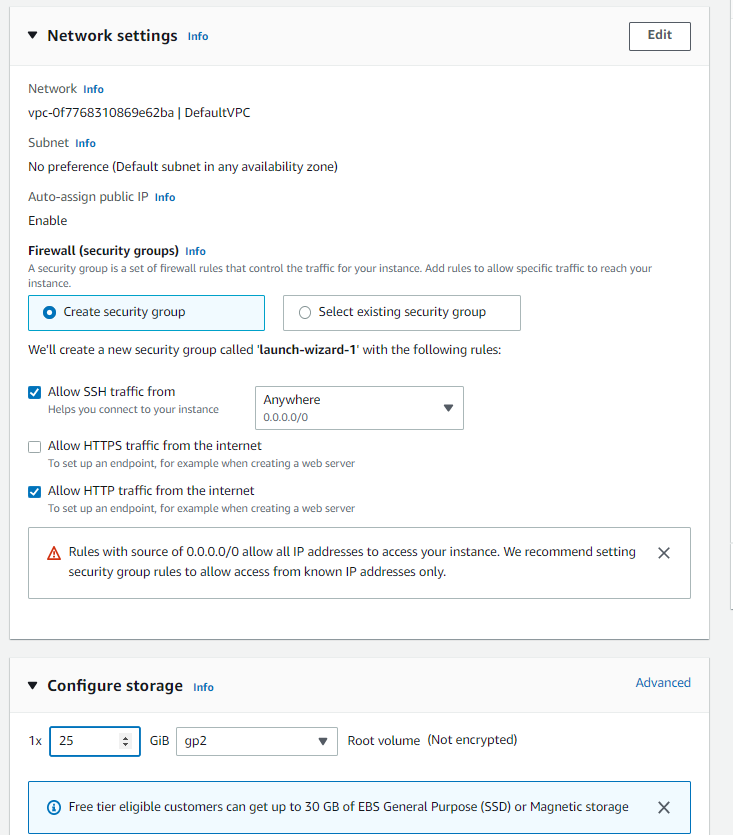 Network settings Info
Edit
Network Info
vpc-0f7768310869e62ba | DefaultVPC
Subnet Info
No preference (Default subnet in any availability zone)
Auto-assign public IP Info
Enable
Firewall (security groups) Info
A security group is a set of firewall rules that control the traffic for your instance. Add rules to allow specific traffic to reach your
instance.
Create security group
Select existing security group
We'll create a new security group called 'launch-wizard-1' with the following rules:
Allow SSH traffic from
Helps you connect to your instance
Anywhere
0.0.0.0/0
Allow HTTPS traffic from the internet
To set up an endpoint, for example when creating a web server
Allow HTTP traffic from the internet
To set up an endpoint, for example when creating a web server
Rules with source of 0.0.0.0/0 allow all IP addresses to access your instance. We recommend setting
security group rules to allow access from known IP addresses only.
Configure storage Info
Advanced
1x 25 GiB gp2 Root volume (Not encrypted)
Free tier eligible customers can get up to 30 GB of EBS General Purpose (SSD) or Magnetic storage